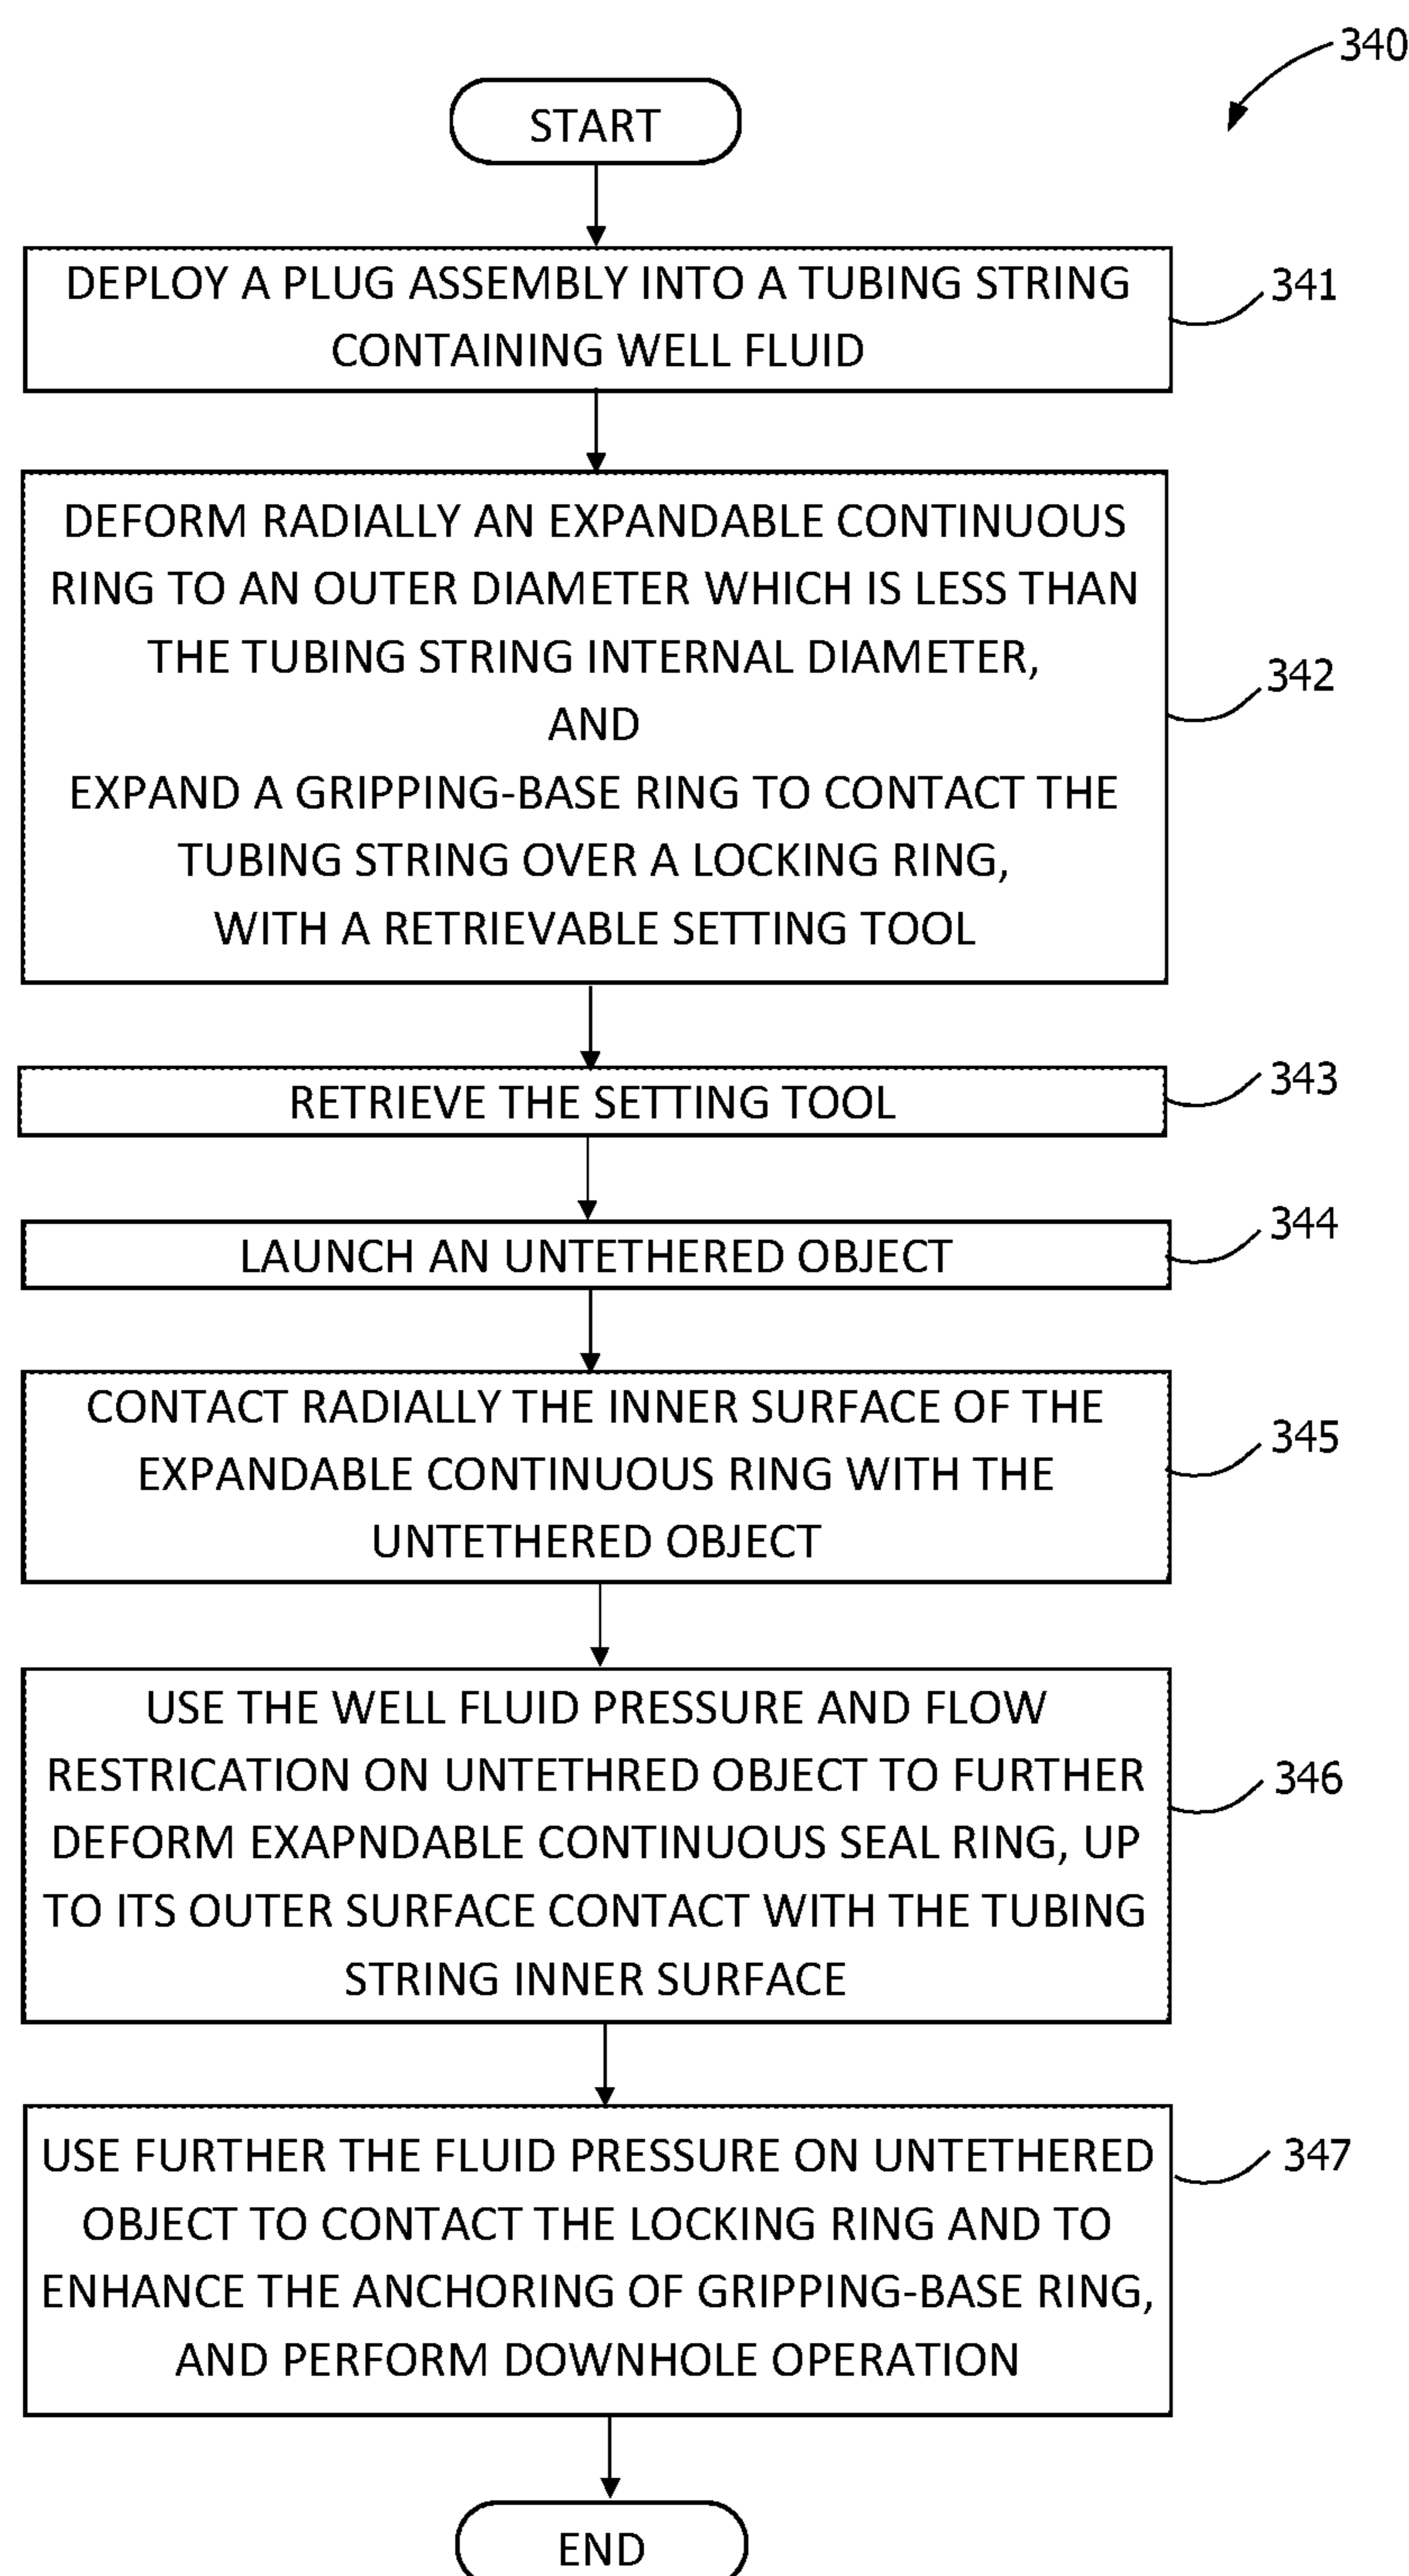 340
START
DEPLOY A PLUG ASSEMBLY INTO A TUBING STRING
CONTAINING WELL FLUID
341
DEFORM RADIALLY AN EXPANDABLE CONTINUOUS
RING TO AN OUTER DIAMETER WHICH IS LESS THAN
THE TUBING STRING INTERNAL DIAMETER,
AND
EXPAND A GRIPPING-BASE RING TO CONTACT THE
TUBING STRING OVER A LOCKING RING,
WITH A RETRIEVABLE SETTING TOOL
342
RETRIEVE THE SETTING TOOL
343
LAUNCH AN UNTETHERED OBJECT
344
CONTACT RADIALLY THE INNER SURFACE OF THE
EXPANDABLE CONTINUOUS RING WITH THE
UNTETHERED OBJECT
345
USE THE WELL FLUID PRESSURE AND FLOW
RESTRICATION ON UNTETHRED OBJECT TO FURTHER
DEFORM EXAPNDABLE CONTINUOUS SEAL RING, UP
TO ITS OUTER SURFACE CONTACT WITH THE TUBING
STRING INNER SURFACE
346
USE FURTHER THE FLUID PRESSURE ON UNTETHERED
OBJECT TO CONTACT THE LOCKING RING AND TO
ENHANCE THE ANCHORING OF GRIPPING-BASE RING,
AND PERFORM DOWNHOLE OPERATION
347
END